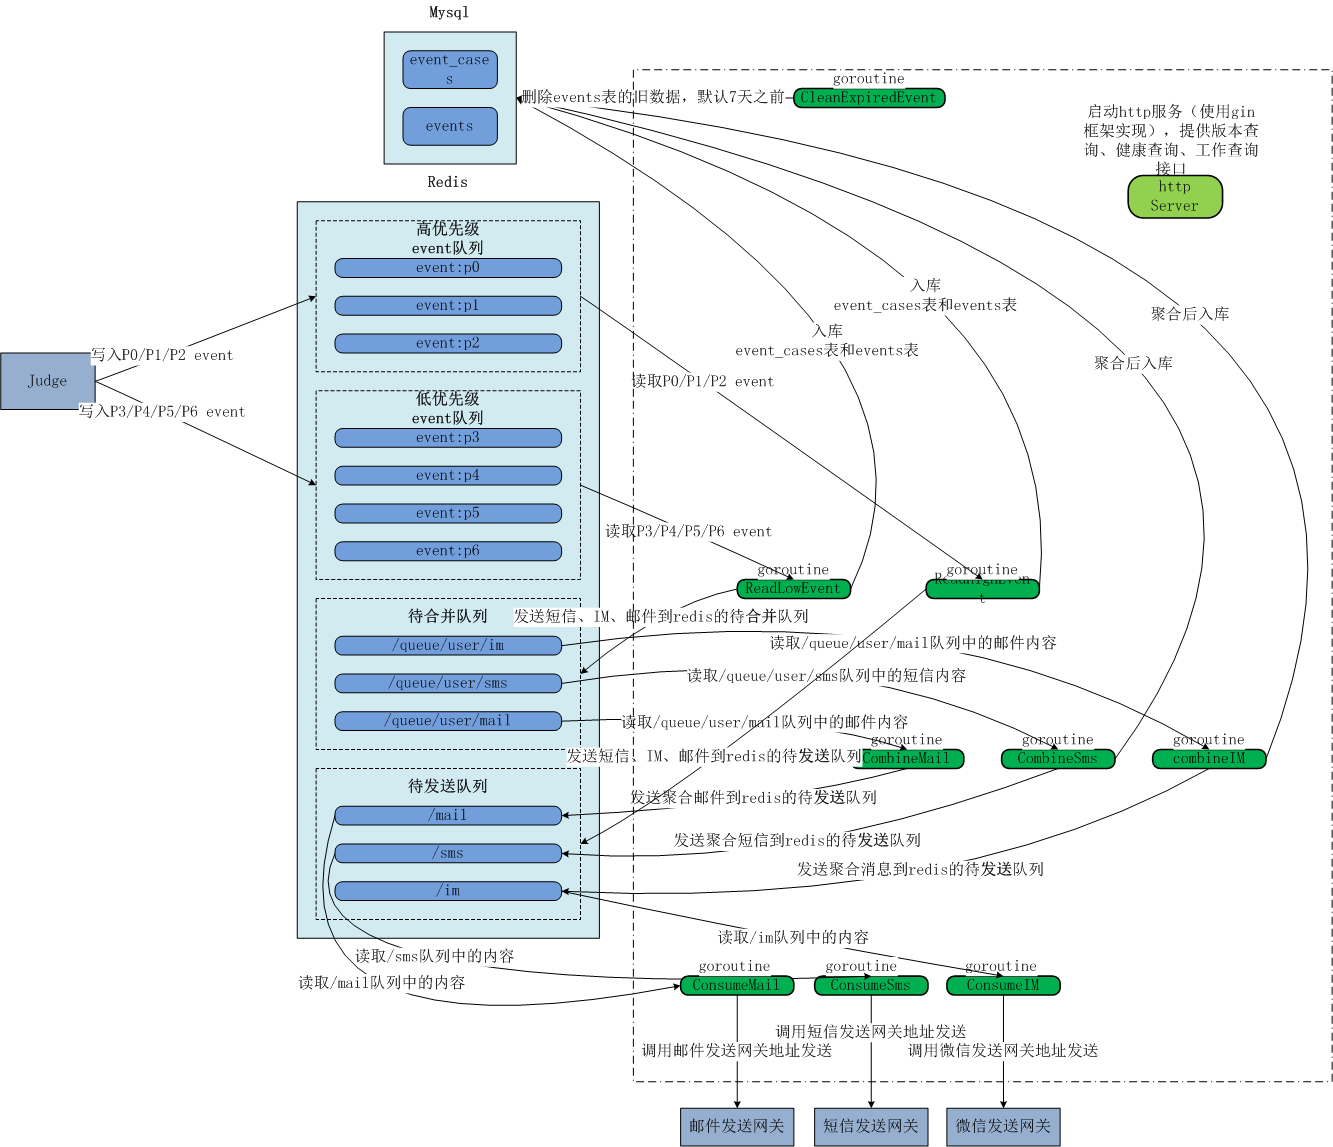 Mysql
event_case
s
events
goroutine
CleanExpiredEvent
删除events表的旧数据，默认7天之前
启动http服务（使用gin
框架实现），提供版本查
询、健康查询、工作查询
接口
http
Server
Redis
高优先级
event队列
event:p0
event:p1
event:p2
入库
event_cases表和events表
聚合后入库
入库
event_cases表和events表
聚合后入库
写入P0/P1/P2 event
Judge
写入P3/P4/P5/P6 event
读取P0/P1/P2 event
低优先级
event队列
event:p3
event:p4
event:p5
event:p6
读取P3/P4/P5/P6 event
goroutine
ReadLowEvent
goroutine
ReadHighEven
t
发送短信、IM、邮件到redis的待合并队列
待合并队列
/queue/user/im
/queue/user/sms
/queue/user/mail
读取/queue/user/mail队列中的邮件内容
读取/queue/user/sms队列中的短信内容
读取/queue/user/mail队列中的邮件内容
goroutine
CombineMail
goroutine
CombineSms
goroutine
combineIM
发送短信、IM、邮件到redis的待发送队列
待发送队列
/mail
/sms
/im
发送聚合邮件到redis的待发送队列
发送聚合短信到redis的待发送队列
发送聚合消息到redis的待发送队列
读取/im队列中的内容
读取/sms队列中的内容
读取/mail队列中的内容
goroutine
ConsumeMail
goroutine
ConsumeSms
goroutine
ConsumeIM
调用邮件发送网关地址发送
调用短信发送网关地址发送
调用微信发送网关地址发送
邮件发送网关
短信发送网关
微信发送网关